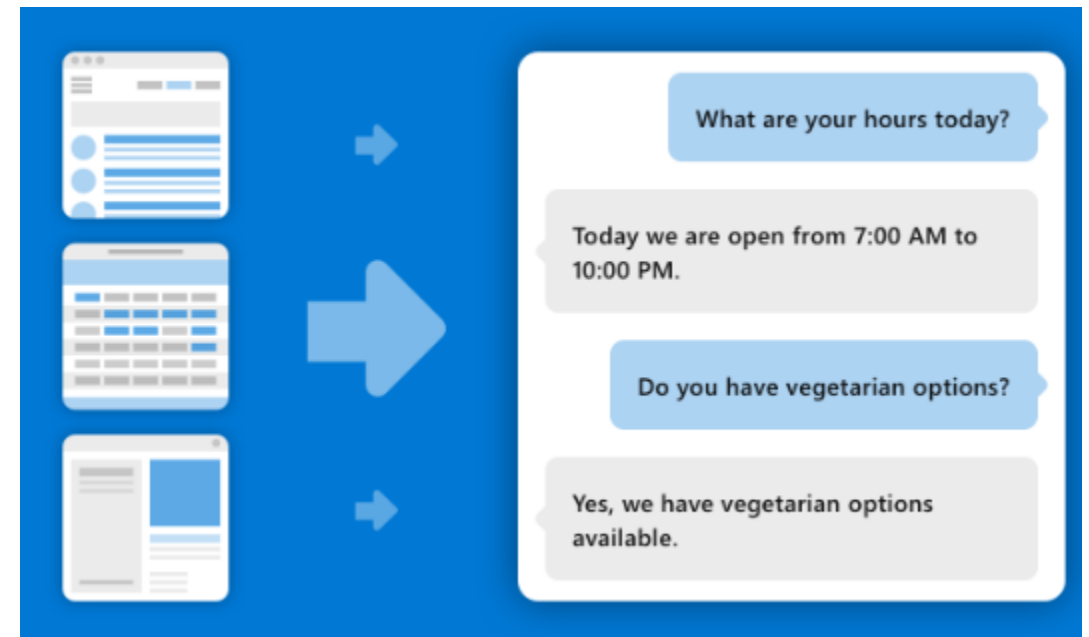 What are your hours today?
Today we are open from 7:00 AM to
10:00 PM.
Do you have vegetarian options?
Yes, we have vegetarian options
available.